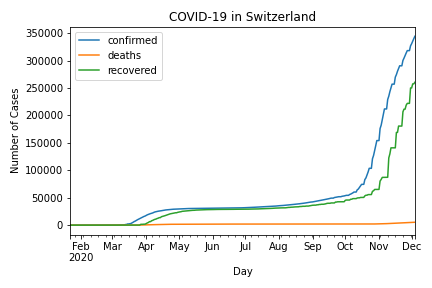 COVID-19 in Switzerland
confirmed
deaths
recovered
Number of Cases
350000
300000
250000
200000
150000
100000
50000
0
Feb Mar Apr May Jun Jul Aug Sep Oct Nov Dec
2020
Day